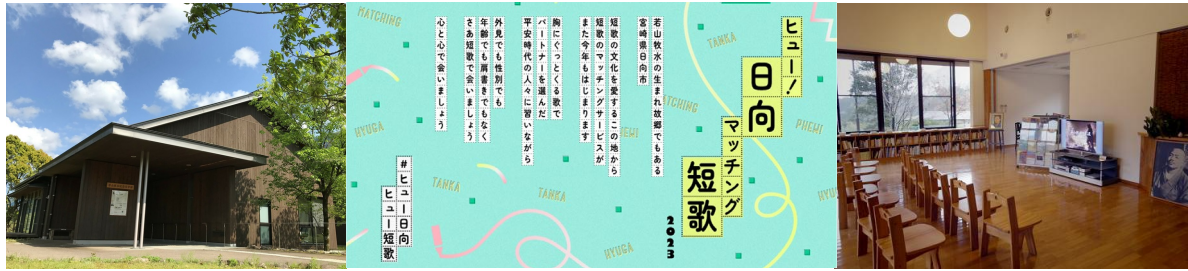 ヒュー！
日向
マッチング
短歌
2023
若山牧水の生まれ故郷でもある
宮崎県日向市
短歌の文化を愛するこの地から
短歌のマッチングサービスが
また今年もはじまります
胸にぐっとくる歌で
パートナーを選んだ
平安時代の人々に習いながら
外見でも性別でも
年齢でも肩書きでもなく
さあ短歌で会いましょう
心と心で会いましょう
#ヒュー日向
ヒュー短歌
MATCHING
TANKA
HYUGA
MATCHING
PHEW!
PHEW!
TANKA
TANKA
HYUGA